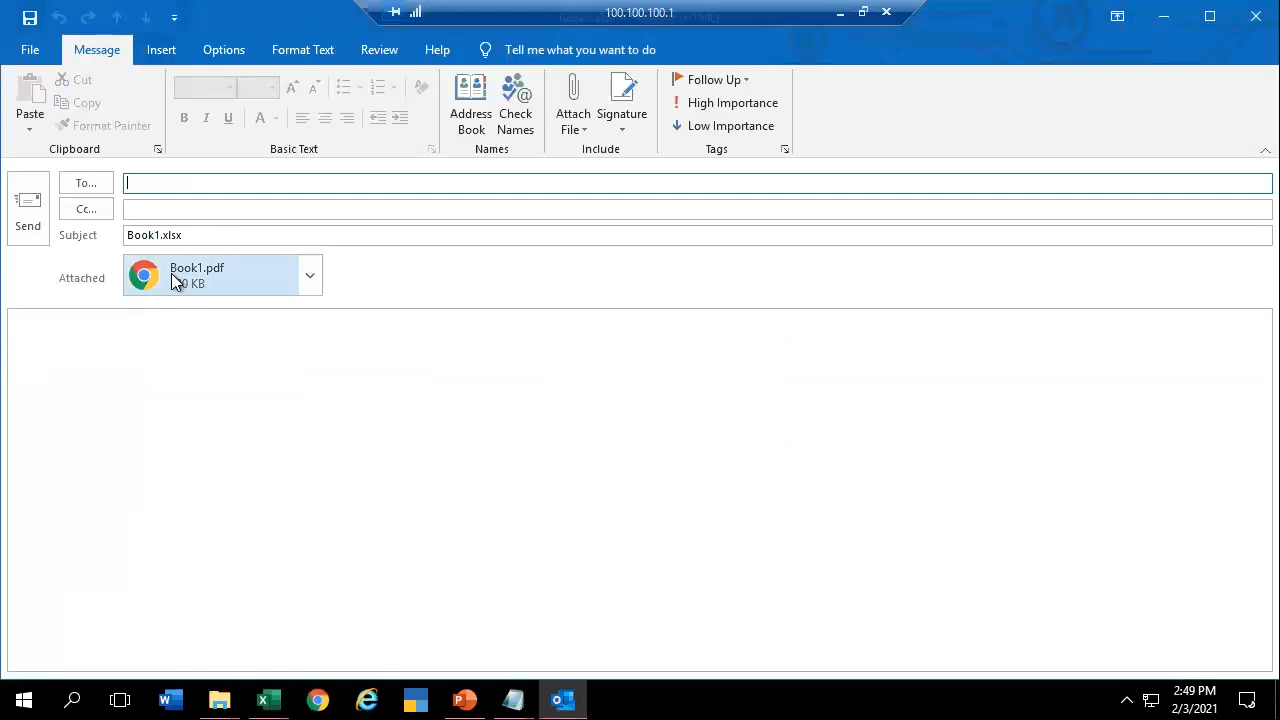 100.100.100.1
File Message Insert Options Format Text Review Help Tell me what you want to do
Paste
Cut
Copy
Format Painter
Clipboard
B I U A
Basic Text
Address Book
Check Names
Names
Attach File
Signature
Include
Follow Up
High Importance
Low Importance
Tags
Send
To...
Cc...
Subject Book1.xlsx
Attached Book1.pdf
KB
2:49 PM
2/3/2021